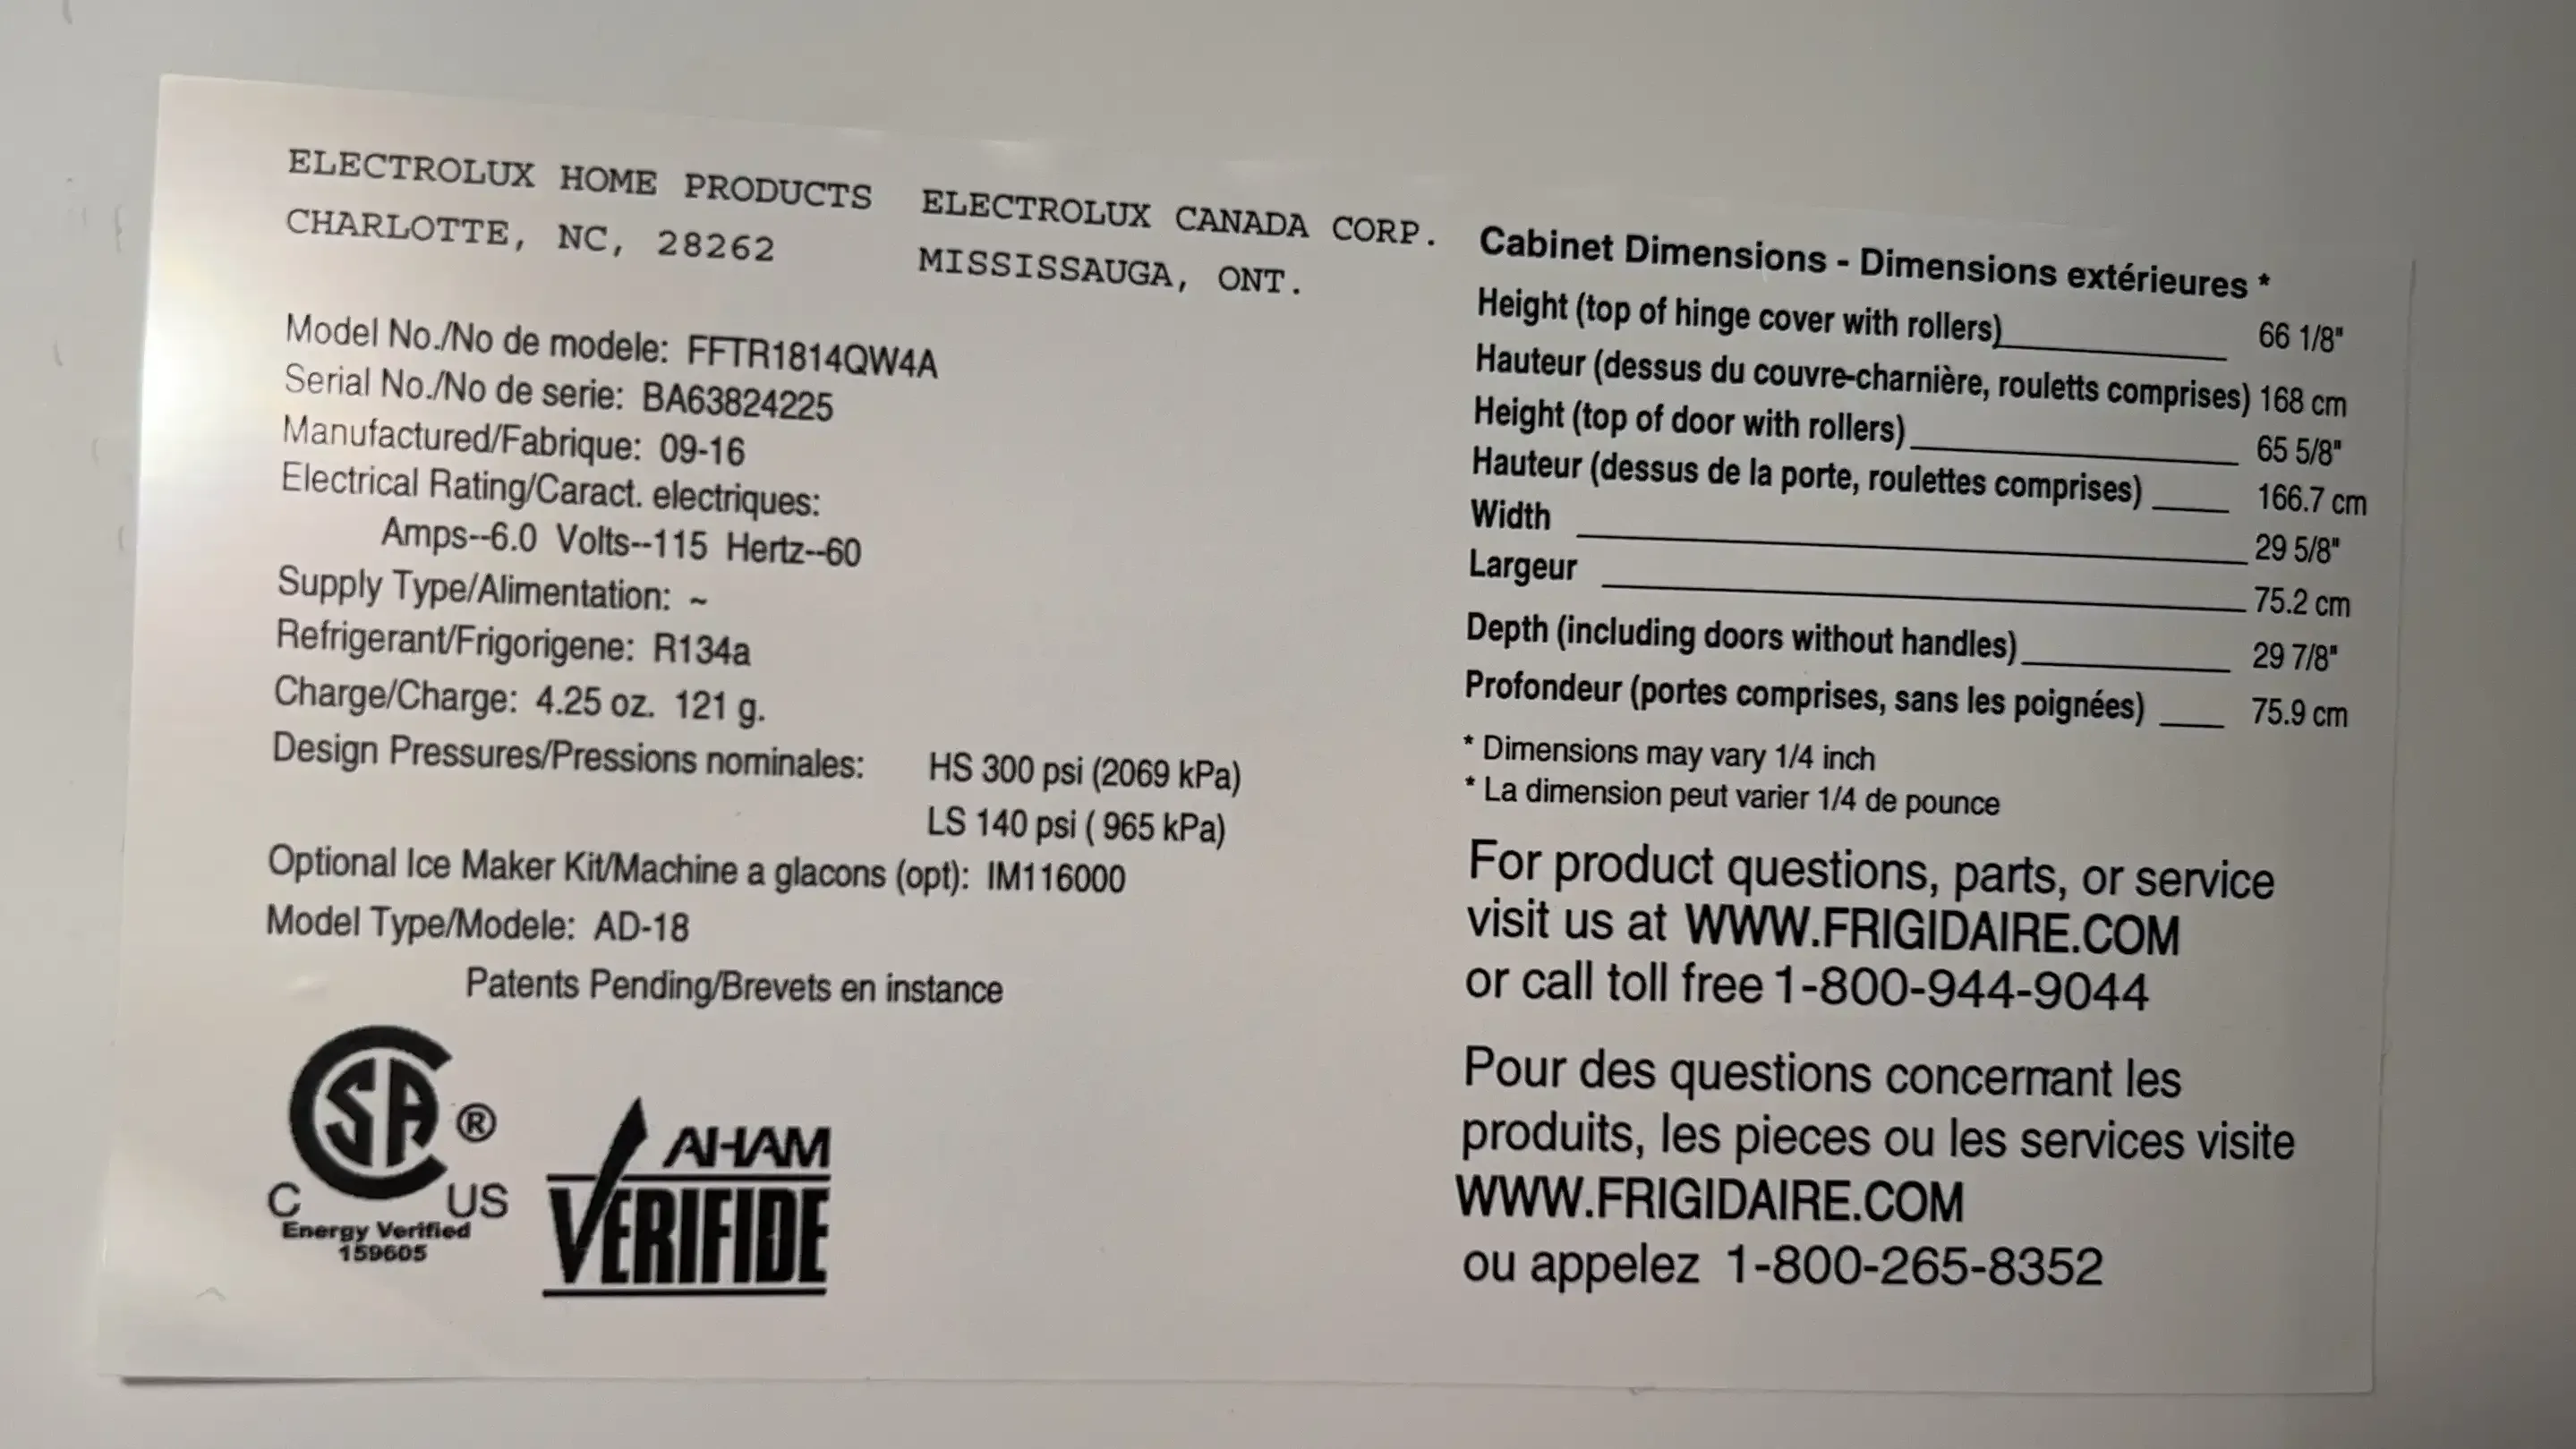 ELECTROLUX HOME PRODUCTS
CHARLOTTE, NC, 28262
ELECTROLUX CANADA CORP.
MISSISSAUGA, ONT.
Model No./No de modele: FFTR1814QW4A
Serial No./No de serie: BA63824225
Manufactured/Fabrique: 09-16
Electrical Rating/Caract. electriques:
Amps--6.0 Volts--115 Hertz--60
Supply Type/Alimentation: ~
Refrigerant/Frigorigene: R134a
Charge/Charge: 4.25 oz. 121 g.
Design Pressures/Pressions nominales: HS 300 psi (2069 kPa)
LS 140 psi ( 965 kPa)
Optional Ice Maker Kit/Machine a glacons (opt): IM116000
Model Type/Modele: AD-18
Patents Pending/Brevets en instance
CSA ®
C US
Energy Verified
159605
AHAM
VERIFIDE
Cabinet Dimensions - Dimensions extérieures *
Height (top of hinge cover with rollers) 66 1/8"
Hauteur (dessus du couvre-charnière, rouletts comprises) 168 cm
Height (top of door with rollers) 65 5/8"
Hauteur (dessus de la porte, roulettes comprises) 166.7 cm
Width 29 5/8"
Largeur 75.2 cm
Depth (including doors without handles) 29 7/8"
Profondeur (portes comprises, sans les poignées) 75.9 cm
* Dimensions may vary 1/4 inch
* La dimension peut varier 1/4 de pounce
For product questions, parts, or service
visit us at WWW.FRIGIDAIRE.COM
or call toll free 1-800-944-9044
Pour des questions concernant les
produits, les pieces ou les services visite
WWW.FRIGIDAIRE.COM
ou appelez 1-800-265-8352